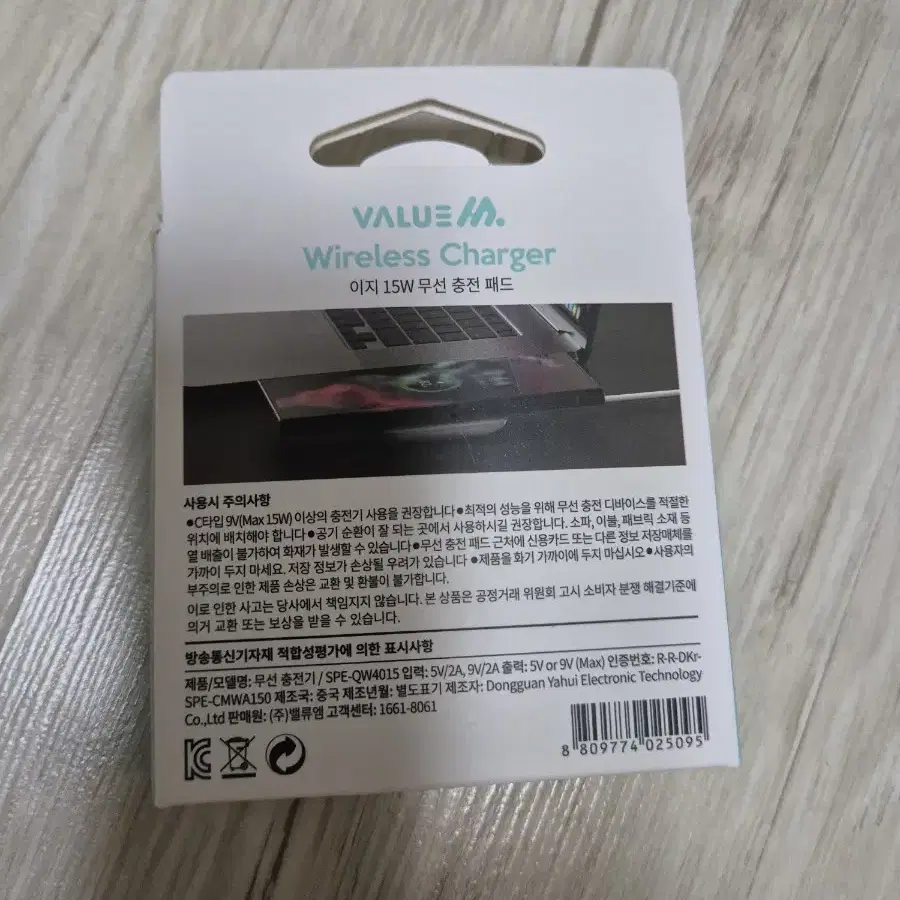 VALUE M.
Wireless Charger
이지 15W 무선 충전 패드
사용시 주의사항
●C타입 9V(Max 15W) 이상의 충전기 사용을 권장합니다●최적의 성능을 위해 무선 충전 디바이스를 적절한
위치에 배치해야 합니다●공기 순환이 잘 되는 곳에서 사용하시길 권장합니다. 소파, 이불, 패브릭 소재 등
열 배출이 불가하여 화재가 발생할 수 있습니다●무선 충전 패드 근처에 신용카드 또는 다른 정보 저장매체를
가까이 두지 마세요. 저장 정보가 손상될 우려가 있습니다 ●제품을 화기 가까이에 두지 마십시오 ●사용자의
부주의로 인한 제품 손상은 교환 및 환불이 불가합니다.
이로 인한 사고는 당사에서 책임지지 않습니다. 본 상품은 공정거래 위원회 고시 소비자 분쟁 해결기준에
의거 교환 또는 보상을 받을 수 있습니다.
방송통신기자재 적합성평가에 의한 표시사항
제품/모델명: 무선 충전기 / SPE-QW4015 입력: 5V/2A, 9V/2A 출력: 5V or 9V (Max) 인증번호: R-R-DKr-
SPE-CMWA150 제조국: 중국 제조년월: 별도표기 제조자: Dongguan Yahui Electronic Technology
Co.,Ltd 판매원: (주)밸류엠 고객센터: 1661-8061
8 809774 025095